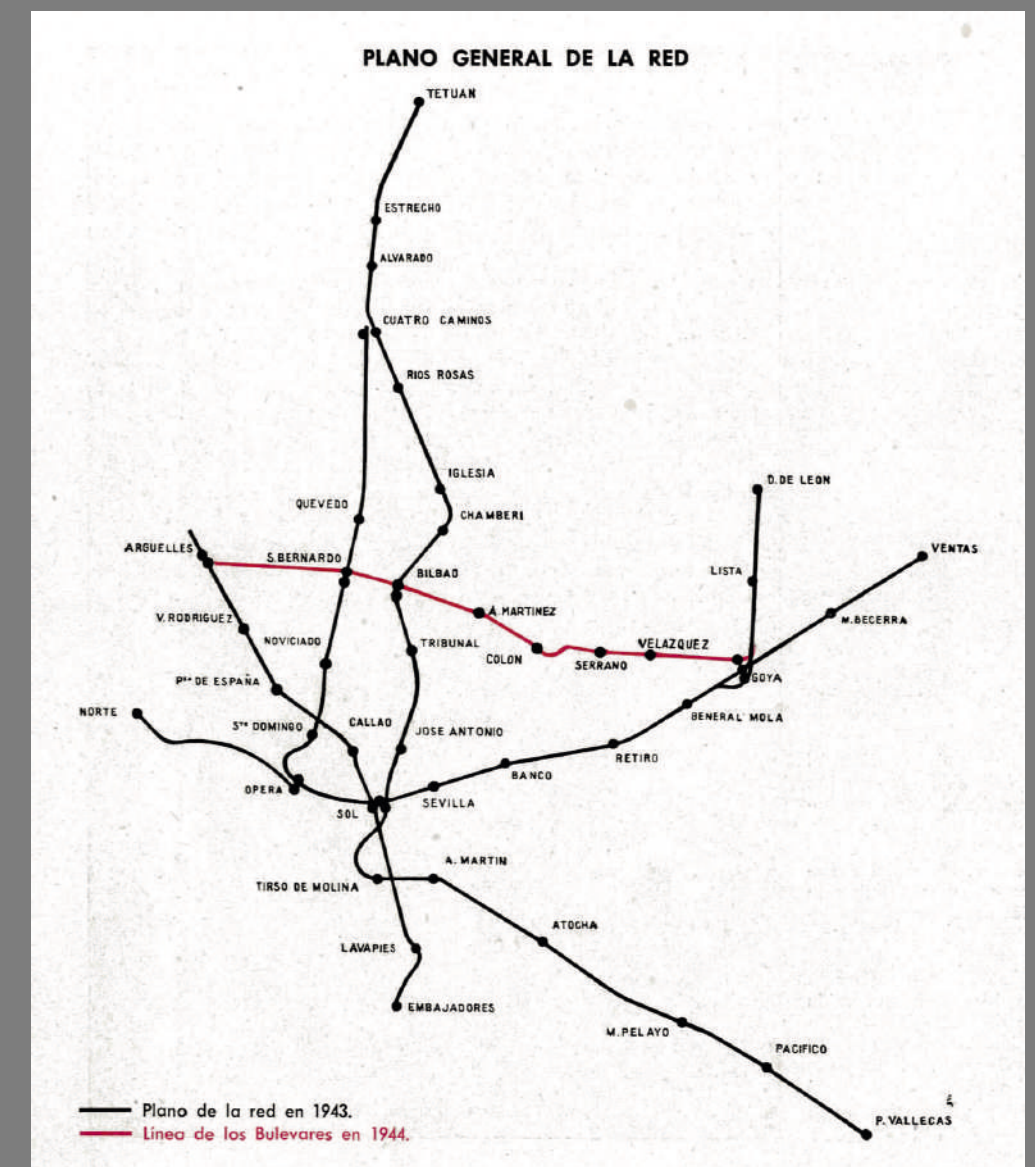 PLANO GENERAL DE LA RED
TETUAN
ESTRECHO
ALVARADO
CUATRO CAMINOS
RIOS ROSAS
IGLESIA
QUEVEDO
CHAMBERI
D.DE LEON
ARGUELLES
S.BERNARDO
BILBAO
VENTAS
LISTA
V.RODRIGUEZ
A.MARTINEZ
M.BECERRA
NOVICIADO
TRIBUNAL
COLON
SERRANO
VELAZQUEZ
GOYA
Pza DE ESPAÑA
NORTE
Sto DOMINGO
CALLAO
JOSE ANTONIO
GENERAL MOLA
RETIRO
BANCO
OPERA
SOL
SEVILLA
TIRSO DE MOLINA
A. MARTIN
ATOCHA
LAVAPIES
EMBAJADORES
M.PELAYO
PACIFICO
P.VALLECAS
Plano de la red en 1943.
Línea de los Bulevares en 1944.